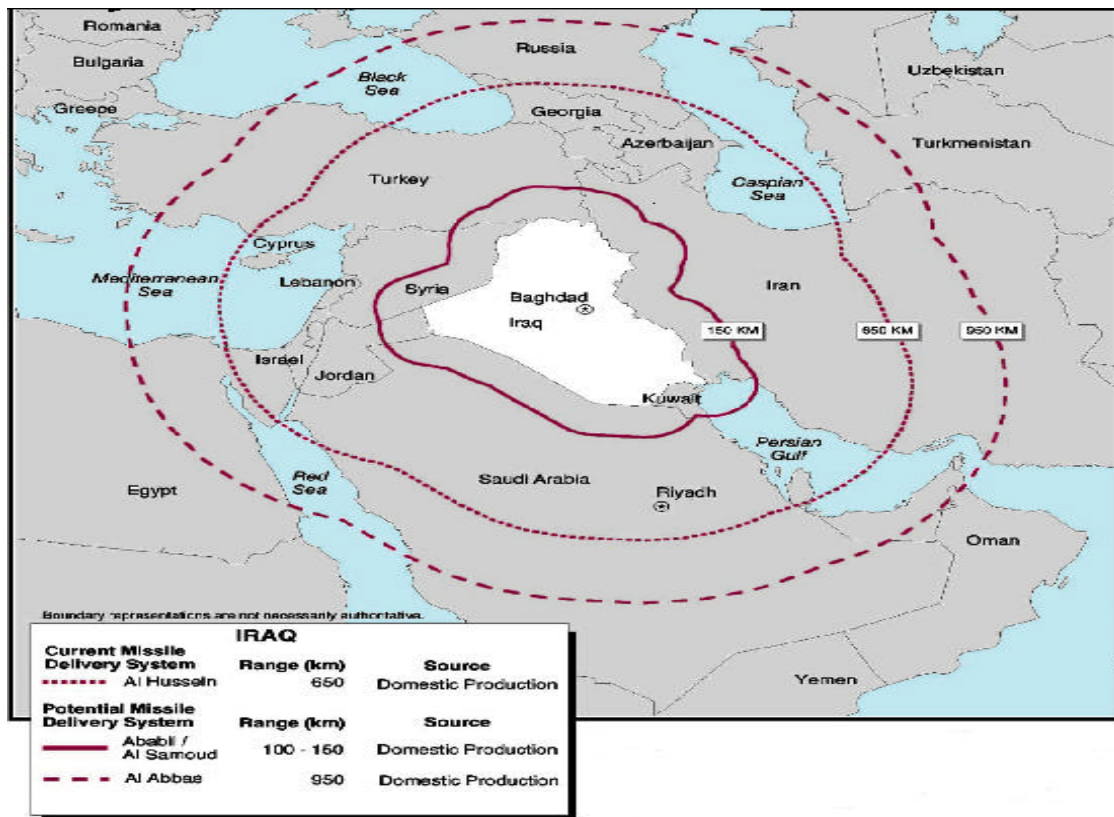 Romania
Russia
Bulgaria
Black
Sea
Uzbekistan
Greece
Georgia
Azerbaijan
Turkmenistan
Turkey
Caspian
Sea
Cyprus
Mediterranean
Sea
Lebanon
Syria
Iran
Baghdad
Iraq
150 KM
650 KM
950 KM
Israel
Jordan
Kuwait
Persian
Gulf
Egypt
Red
Sea
Saudi Arabia
Riyadh
Oman
Yemen
Boundary representations are not necessarily authoritative.
IRAQ
Current Missile
Delivery System Range (km) Source
Al Hussein 650 Domestic Production
Potential Missile
Delivery System Range (km) Source
Ababil /
Al Samoud 100 - 150 Domestic Production
Al Abbas 950 Domestic Production